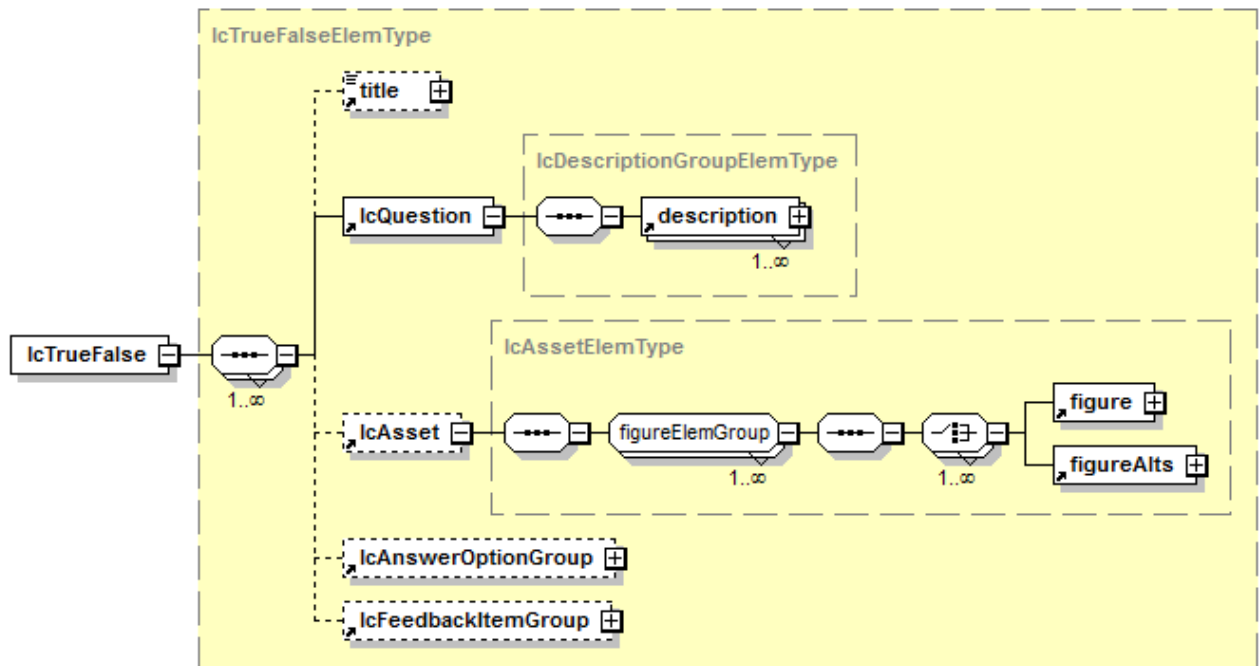 lcTrueFalseElemType
title
lcDescriptionGroupElemType
lcQuestion
description
1..∞
lcAssetElemType
lcTrueFalse
1..∞
figure
lcAsset
figureElemGroup
figureAlts
1..∞
1..∞
lcAnswerOptionGroup
lcFeedbackItemGroup